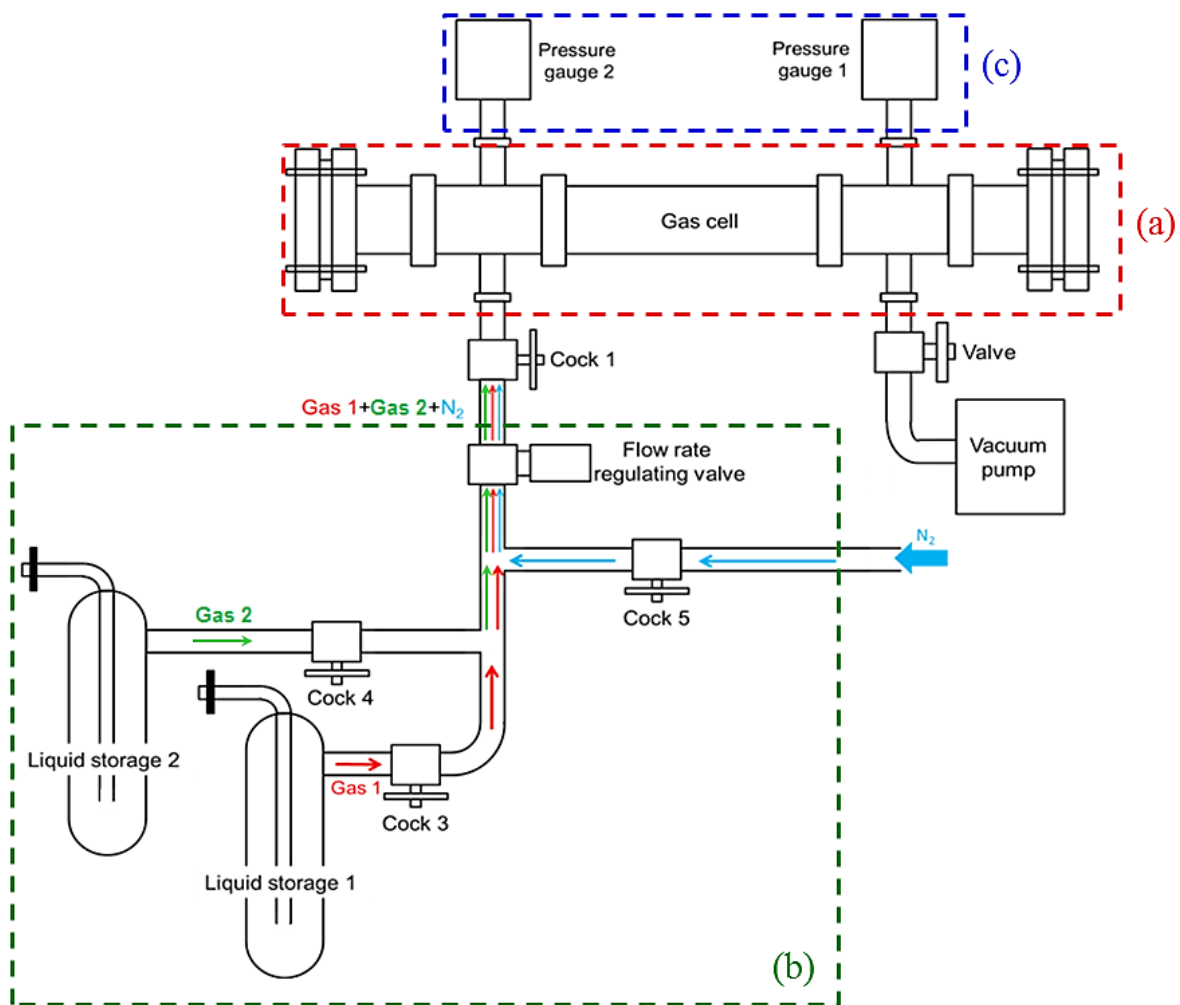 Pressure
gauge 2
Pressure
gauge 1
(c)
(a)
Gas cell
Cock 1
Valve
Gas 1+Gas 2+N₂
Flow rate
regulating valve
Vacuum
pump
N₂
Cock 5
Gas 2
Cock 4
Liquid storage 2
Gas 1
Cock 3
Liquid storage 1
(b)